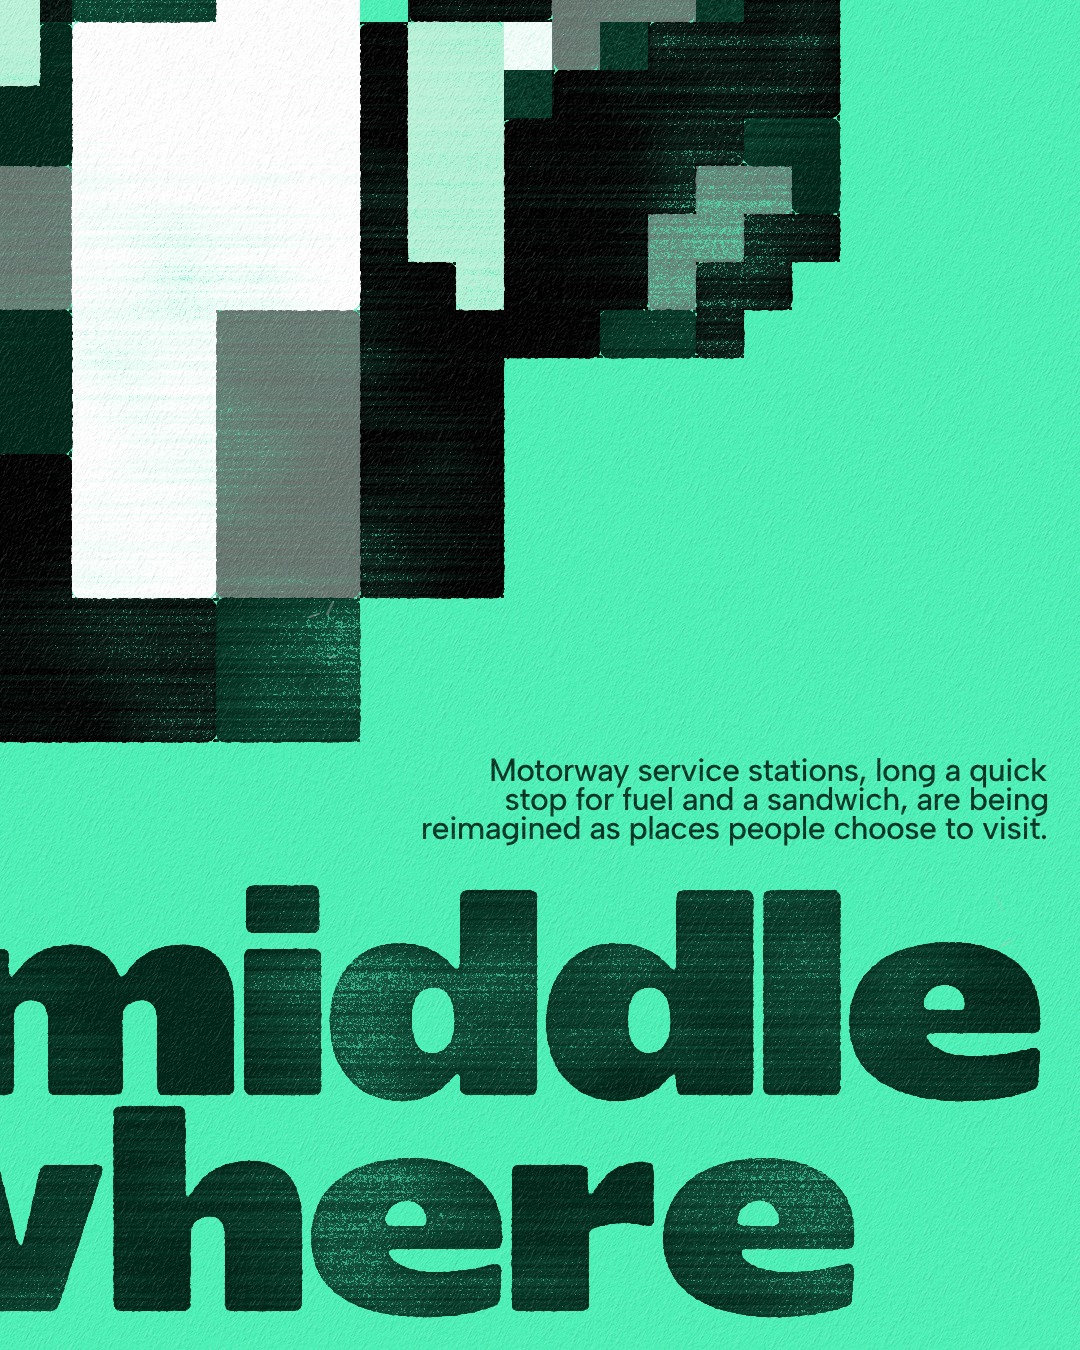 Motorway service stations, long a quick
stop for fuel and a sandwich, are being
reimagined as places people choose to visit.
middle
where